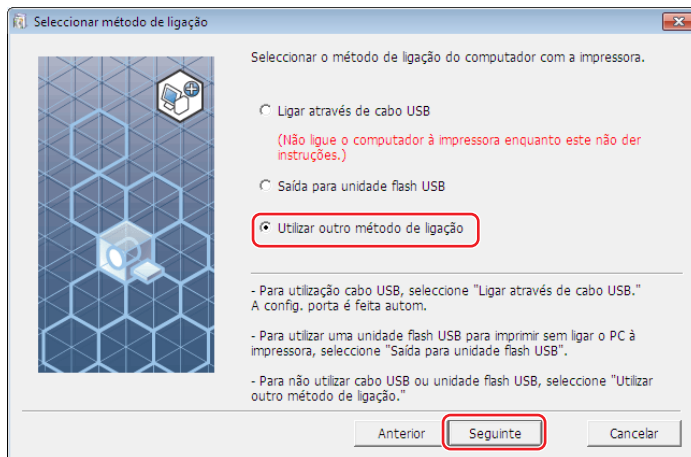 Seleccionar método de ligação
Seleccionar o método de ligação do computador com a impressora.
Ligar através de cabo USB
(Não ligue o computador à impressora enquanto este não der
instruções.)
Saída para unidade flash USB
Utilizar outro método de ligação
- Para utilização cabo USB, seleccione "Ligar através de cabo USB."
A config. porta é feita autom.
- Para utilizar uma unidade flash USB para imprimir sem ligar o PC à
impressora, seleccione "Saída para unidade flash USB".
- Para não utilizar cabo USB ou unidade flash USB, seleccione "Utilizar
outro método de ligação."
Anterior
Seguinte
Cancelar